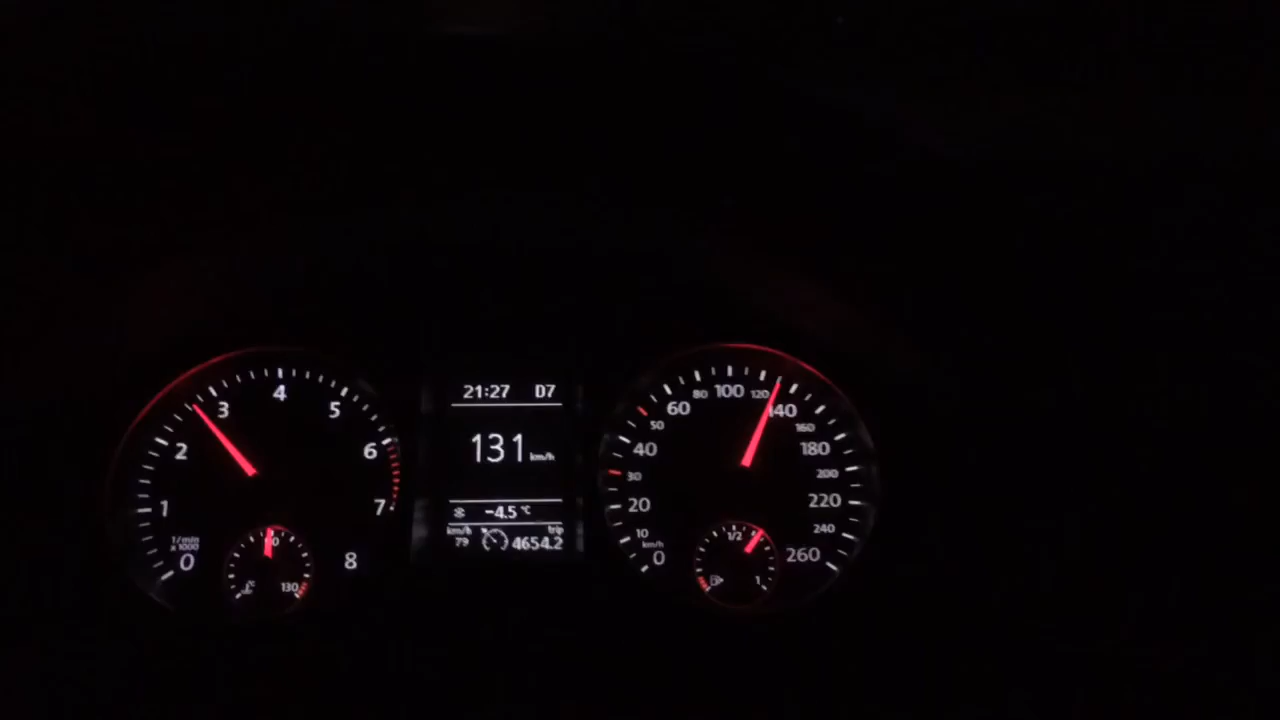 4
3
5
2
6
1
7
1/min
x 1000
0
8
130
°C
21:27 D7
131 km/h
-4.5 °C
km/h
79
trip
4654.2
80 100 120
60
140
50
160
40
180
30
200
20
220
10
240
km/h
0
260
1/2
1